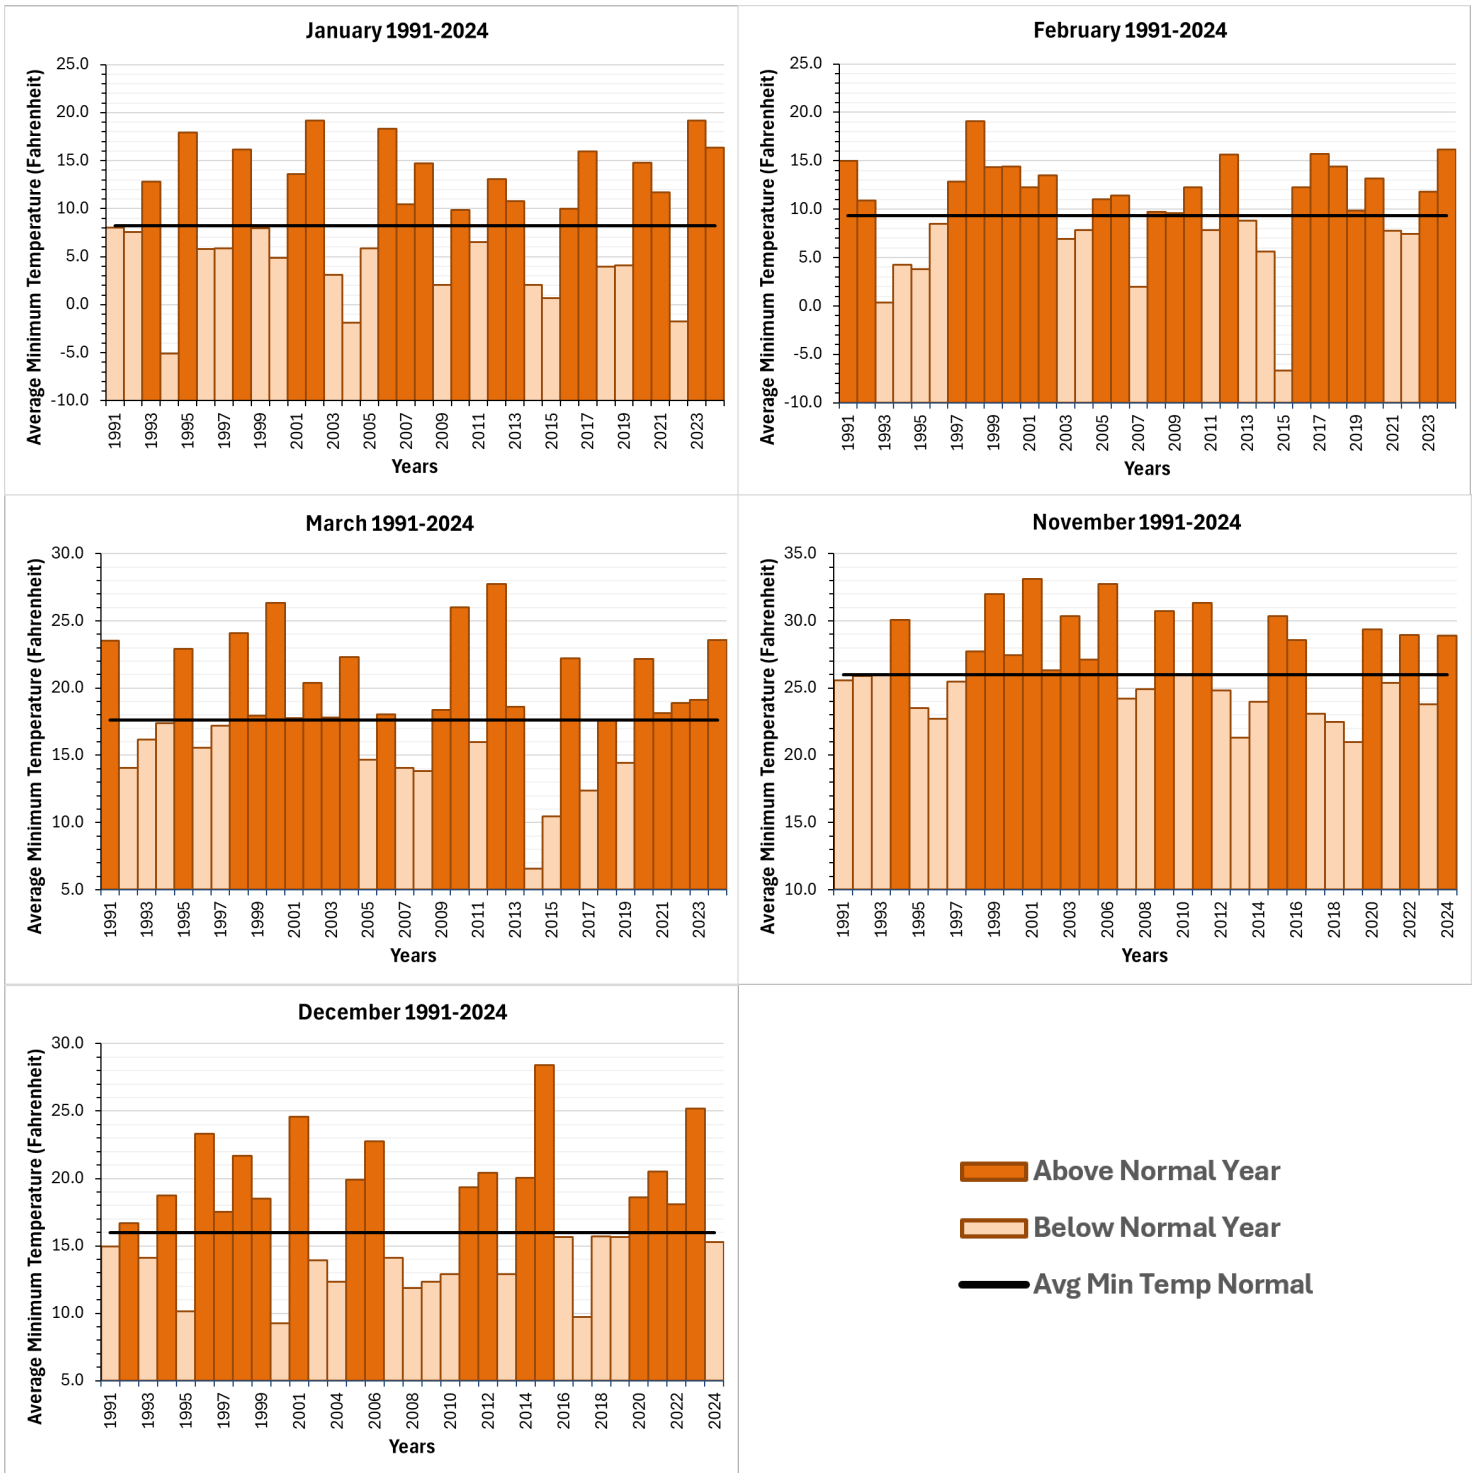 January 1991-2024
Average Minimum Temperature (Fahrenheit)
25.0
20.0
15.0
10.0
5.0
0.0
-5.0
-10.0
1991 1993 1995 1997 1999 2001 2003 2005 2007 2009 2011 2013 2015 2017 2019 2021 2023
Years
February 1991-2024
Average Minimum Temperature (Fahrenheit)
25.0
20.0
15.0
10.0
5.0
0.0
-5.0
-10.0
1991 1993 1995 1997 1999 2001 2003 2005 2007 2009 2011 2013 2015 2017 2019 2021 2023
Years
March 1991-2024
Average Minimum Temperature (Fahrenheit)
30.0
25.0
20.0
15.0
10.0
5.0
1991 1993 1995 1997 1999 2001 2003 2005 2007 2009 2011 2013 2015 2017 2019 2021 2023
Years
November 1991-2024
Average Minimum Temperature (Fahrenheit)
35.0
30.0
25.0
20.0
15.0
10.0
1991 1993 1995 1997 1999 2001 2003 2006 2008 2010 2012 2014 2016 2018 2020 2022 2024
Years
December 1991-2024
Average Minimum Temperature (Fahrenheit)
30.0
25.0
20.0
15.0
10.0
5.0
1991 1993 1995 1997 1999 2001 2004 2006 2008 2010 2012 2014 2016 2018 2020 2022 2024
Years
Above Normal Year
Below Normal Year
Avg Min Temp Normal